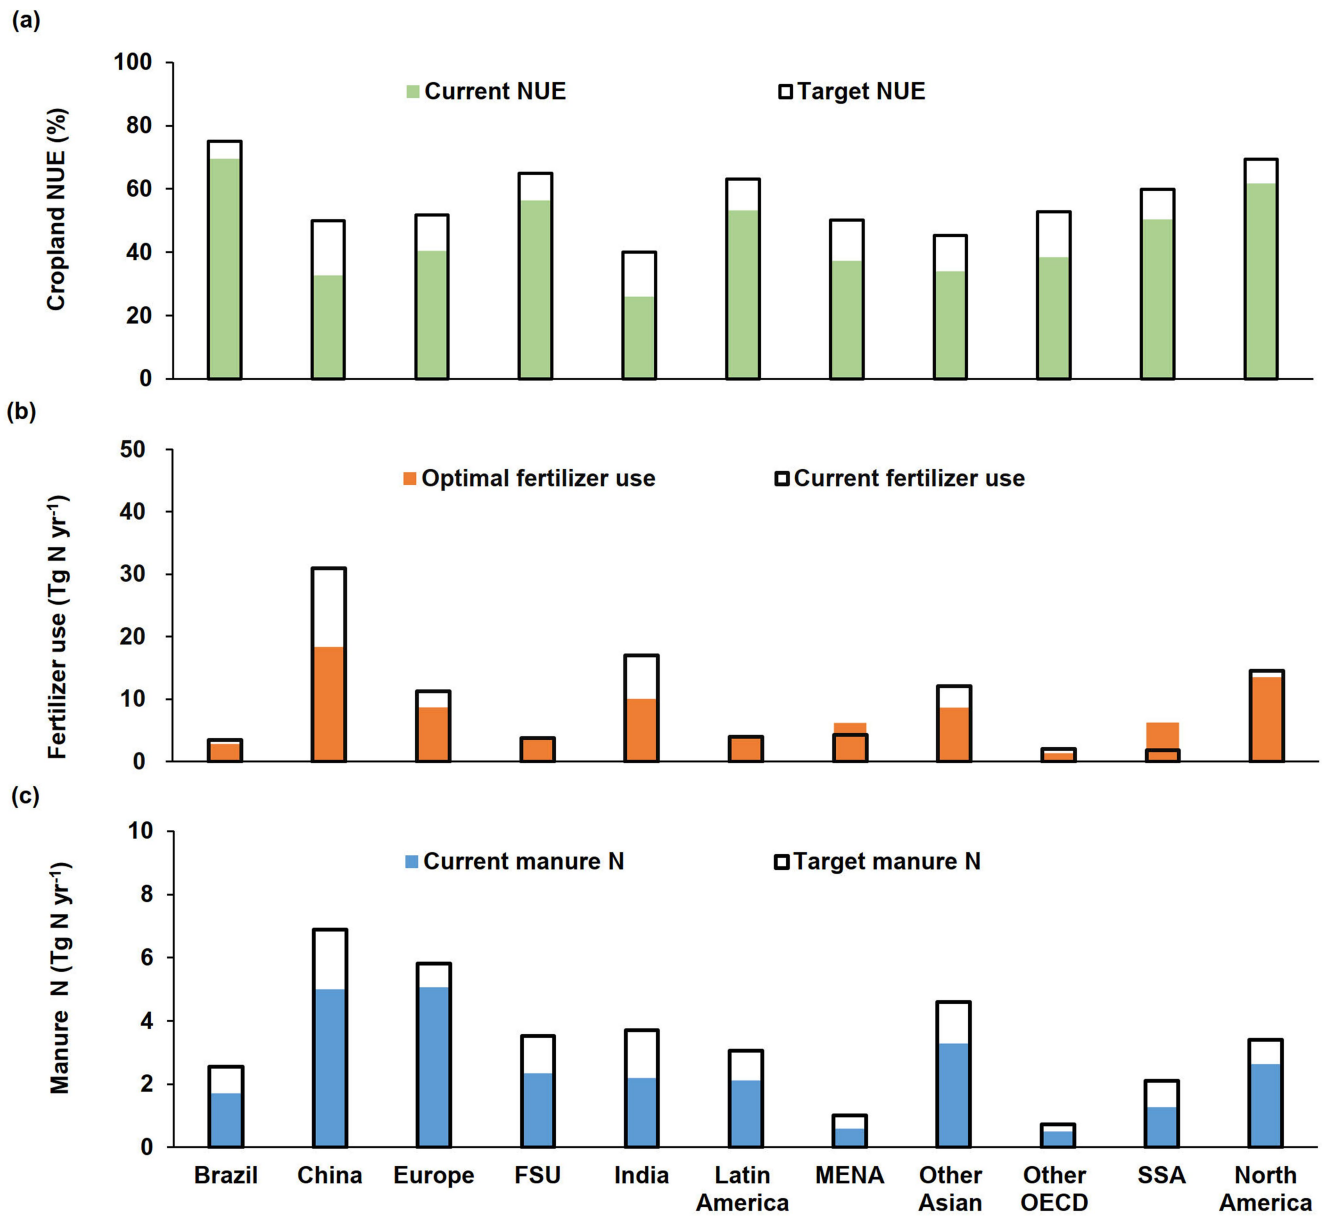 (a)
100
80
60
40
20
0
Cropland NUE (%)
Current NUE
Target NUE
(b)
50
40
30
20
10
0
Fertilizer use (Tg N yr-1)
Optimal fertilizer use
Current fertilizer use
(c)
10
8
6
4
2
0
Manure N (Tg N yr-1)
Current manure N
Target manure N
Brazil
China
Europe
FSU
India
Latin
America
MENA
Other
Asian
Other
OECD
SSA
North
America